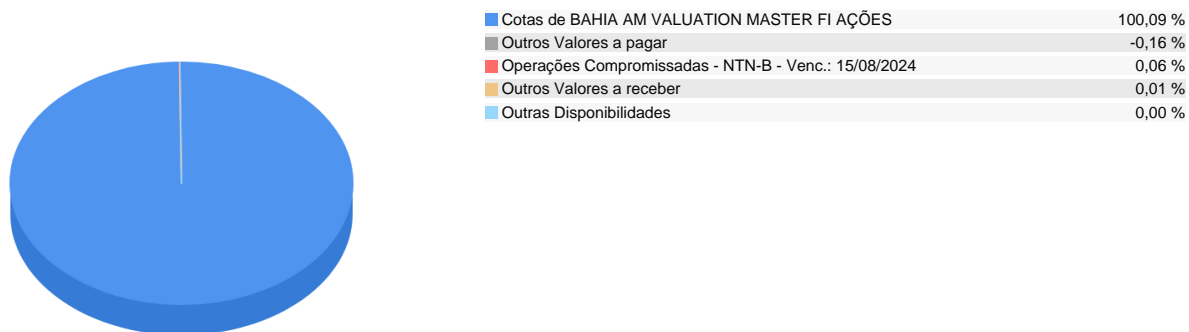 Cotas de BAHIA AM VALUATION MASTER FI AÇÕES 100,09 %
Outros Valores a pagar -0,16 %
Operações Compromissadas - NTN-B - Venc.: 15/08/2024 0,06 %
Outros Valores a receber 0,01 %
Outras Disponibilidades 0,00 %